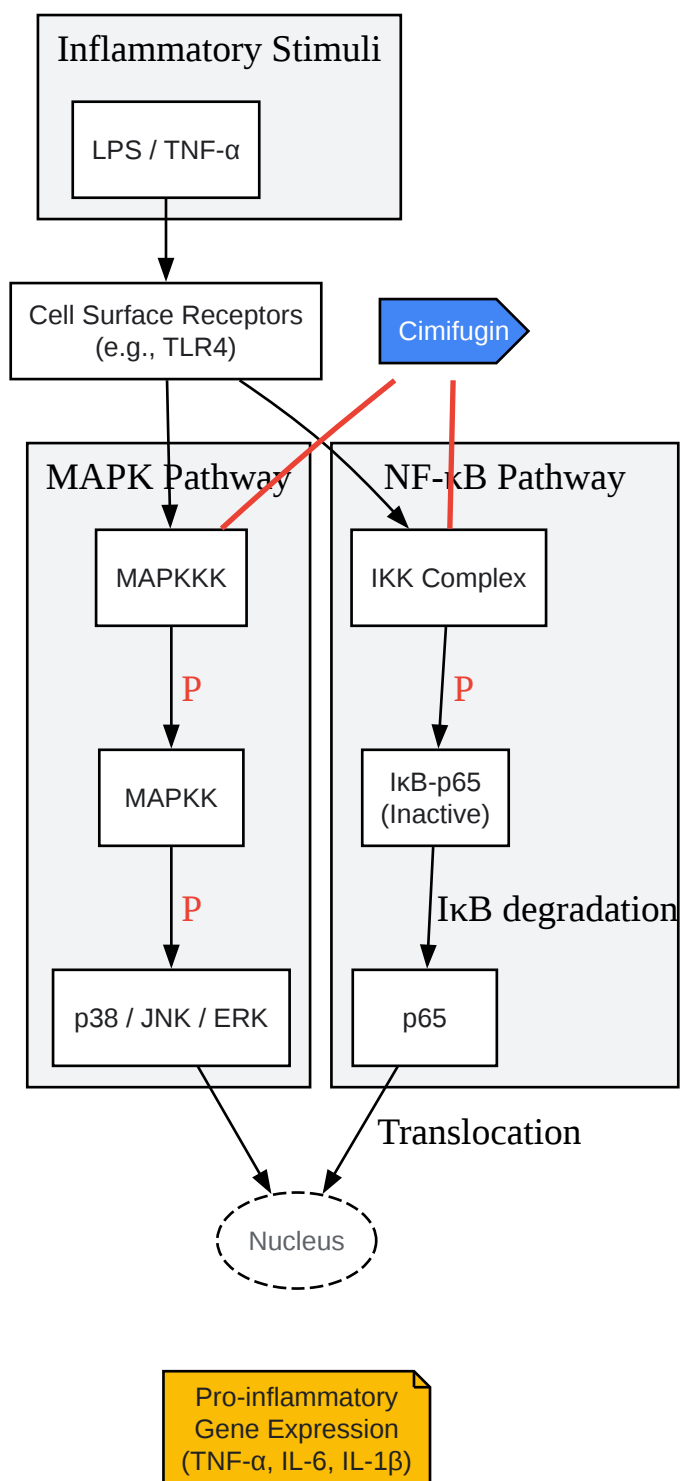 Inflammatory Stimuli
LPS / TNF-α
Cell Surface Receptors
(e.g., TLR4)
Cimifugin
MAPK Pathway
NF-κB Pathway
MAPKKK
IKK Complex
P
P
MAPKK
IκB-p65
(Inactive)
P
IκB degradation
p38 / JNK / ERK
p65
Translocation
Nucleus
Pro-inflammatory
Gene Expression
(TNF-α, IL-6, IL-1β)